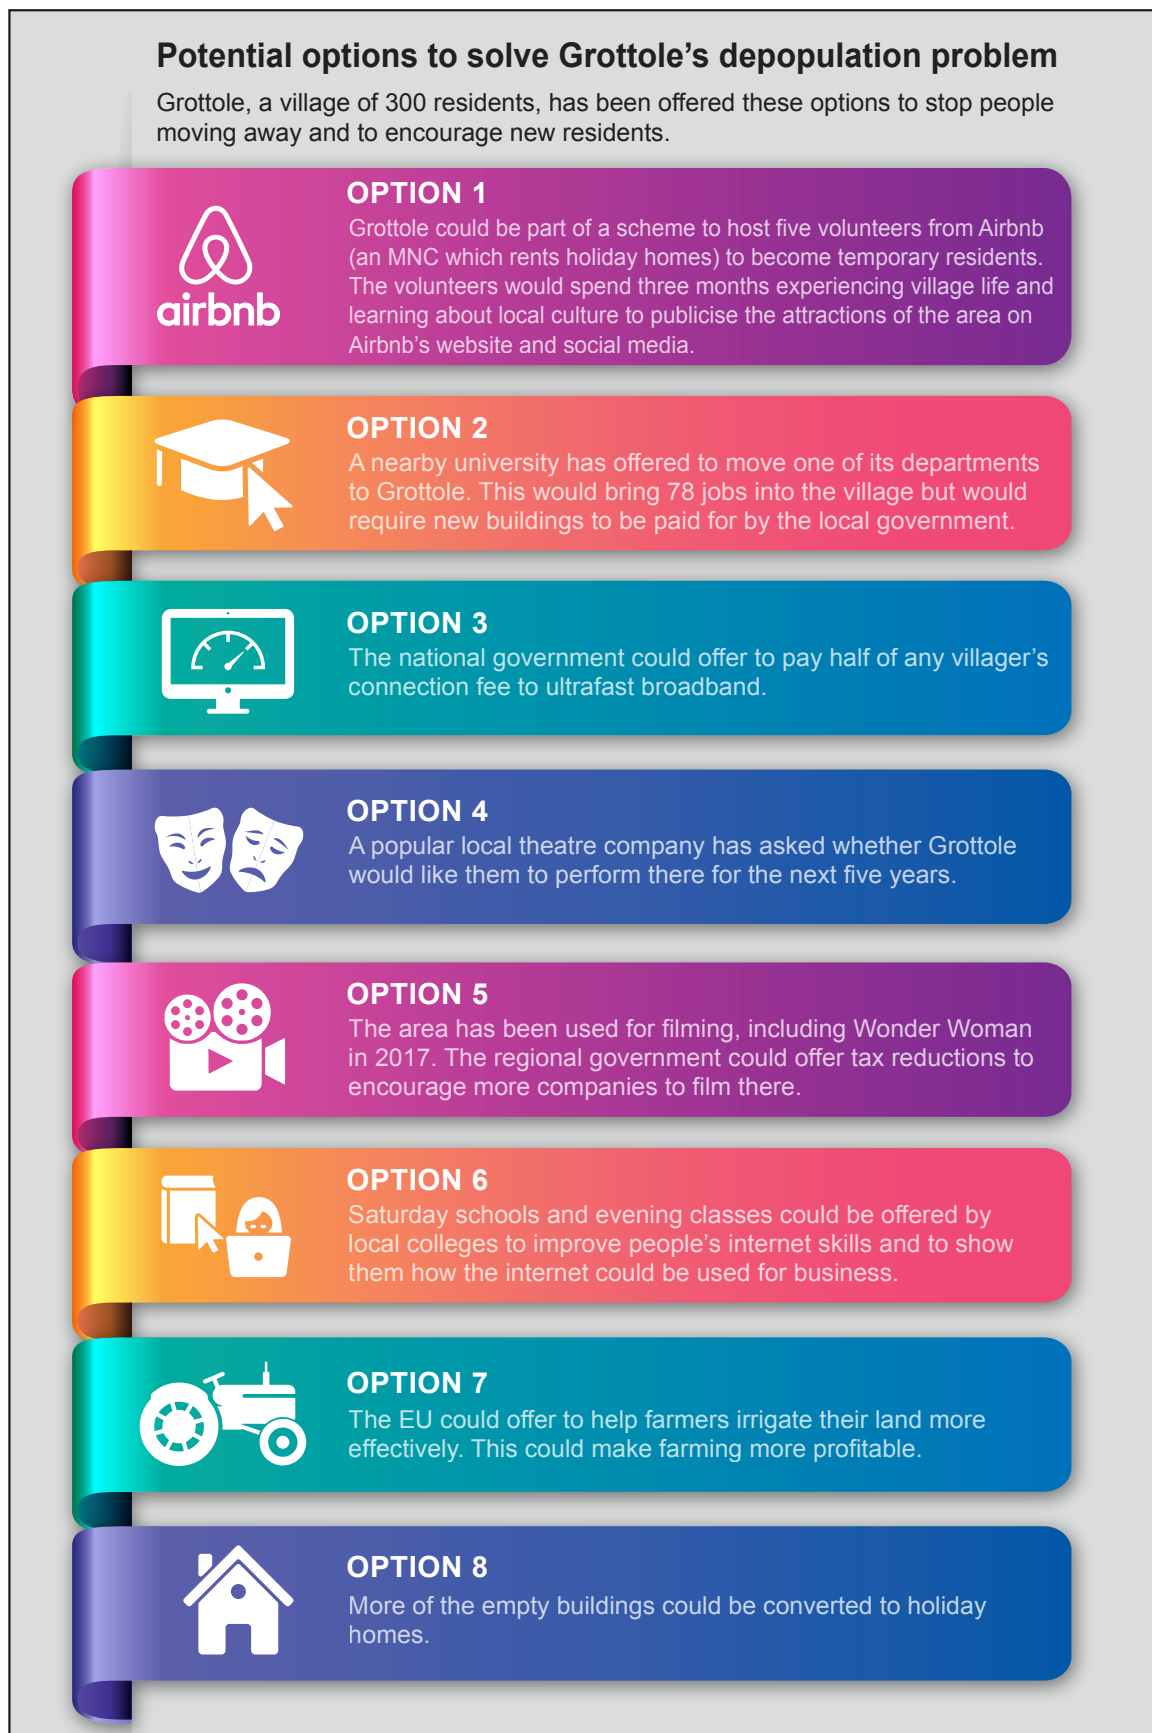 Potential options to solve Grottole’s depopulation problem
Grottole, a village of 300 residents, has been offered these options to stop people
moving away and to encourage new residents.
airbnb
OPTION 1
Grottole could be part of a scheme to host five volunteers from Airbnb
(an MNC which rents holiday homes) to become temporary residents.
The volunteers would spend three months experiencing village life and
learning about local culture to publicise the attractions of the area on
Airbnb’s website and social media.
OPTION 2
A nearby university has offered to move one of its departments
to Grottole. This would bring 78 jobs into the village but would
require new buildings to be paid for by the local government.
OPTION 3
The national government could offer to pay half of any villager’s
connection fee to ultrafast broadband.
OPTION 4
A popular local theatre company has asked whether Grottole
would like them to perform there for the next five years.
OPTION 5
The area has been used for filming, including Wonder Woman
in 2017. The regional government could offer tax reductions to
encourage more companies to film there.
OPTION 6
Saturday schools and evening classes could be offered by
local colleges to improve people’s internet skills and to show
them how the internet could be used for business.
OPTION 7
The EU could offer to help farmers irrigate their land more
effectively. This could make farming more profitable.
OPTION 8
More of the empty buildings could be converted to holiday
homes.